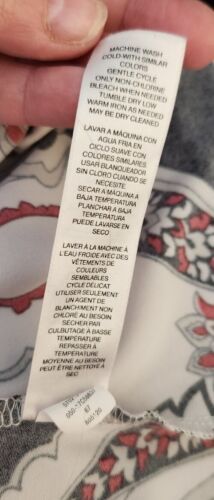 MACHINE WASH
COLD WITH SIMILAR
COLORS
GENTLE CYCLE
ONLY NON-CHLORINE
BLEACH WHEN NEEDED
TUMBLE DRY LOW
WARM IRON AS NEEDED
MAY BE DRY CLEANED
LAVAR A MÁQUINA CON
AGUA FRIA EN
CICLO SUAVE CON
COLORES SIMILARES
USAR BLANQUEADOR
SIN CLORO CUANDO SE
NECESITE
SECAR A MÁQUINA A
BAJA TEMPERATURA
PLANCHAR A BAJA
TEMPERATURA
PUEDE LAVARSE EN
SECO
LAVER À LA MACHINE À
L'EAU FROIDE AVEC DES
VÊTEMENTS DE
COULEURS
SEMBLABLES
CYCLE DÉLICAT
UTILISER SEULEMENT
UN AGENT DE
BLANCHIMENT NON
CHLORÉ AU BESOIN
SÉCHER PAR
CULBUTAGE À BASSE
TEMPÉRATURE
REPASSER À
TEMPÉRATURE
MOYENNE AU BESOIN
PEUT ÊTRE NETTOYÉ À
SEC